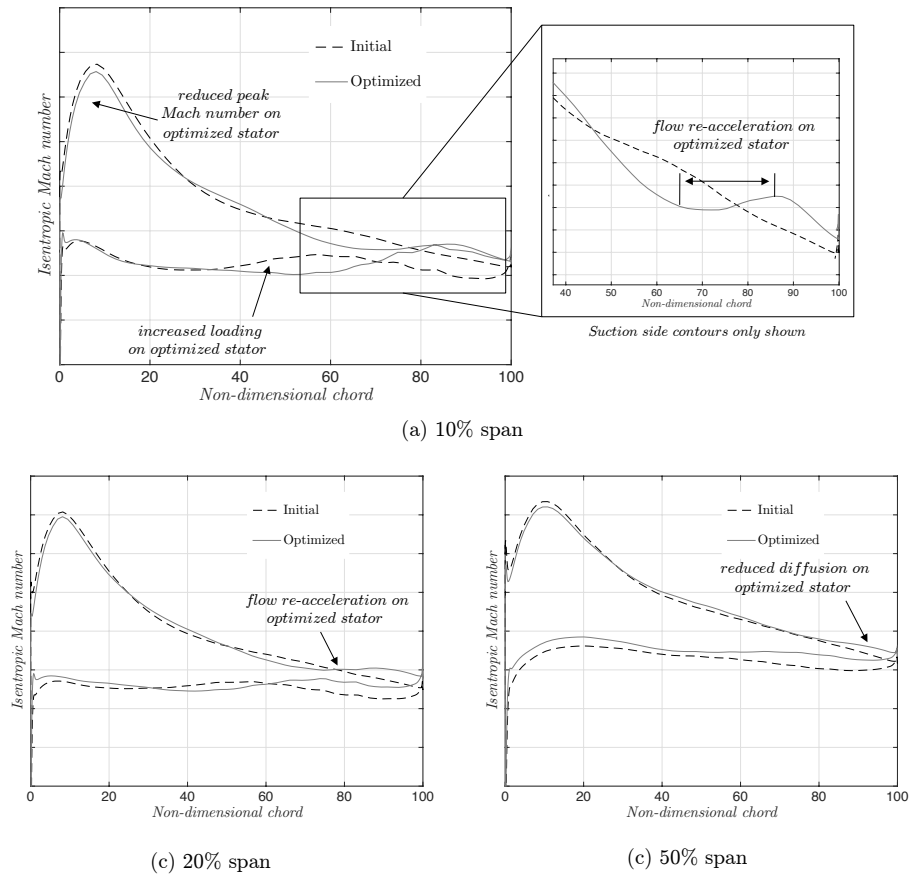 Initial
Optimized
reduced peak
Mach number on
optimized stator
increased loading
on optimized stator
Isentropic Mach number
0 20 40 60 80 100
Non-dimensional chord
flow re-acceleration on
optimized stator
40 50 60 70 80 90 100
Non-dimensional chord
Suction side contours only shown
(a) 10% span
Initial
Optimized
flow re-acceleration on
optimized stator
Isentropic Mach number
0 20 40 60 80 100
Non-dimensional chord
(c) 20% span
Initial
Optimized
reduced diffusion on
optimized stator
Isentropic Mach number
0 20 40 60 80 100
Non-dimensional chord
(c) 50% span